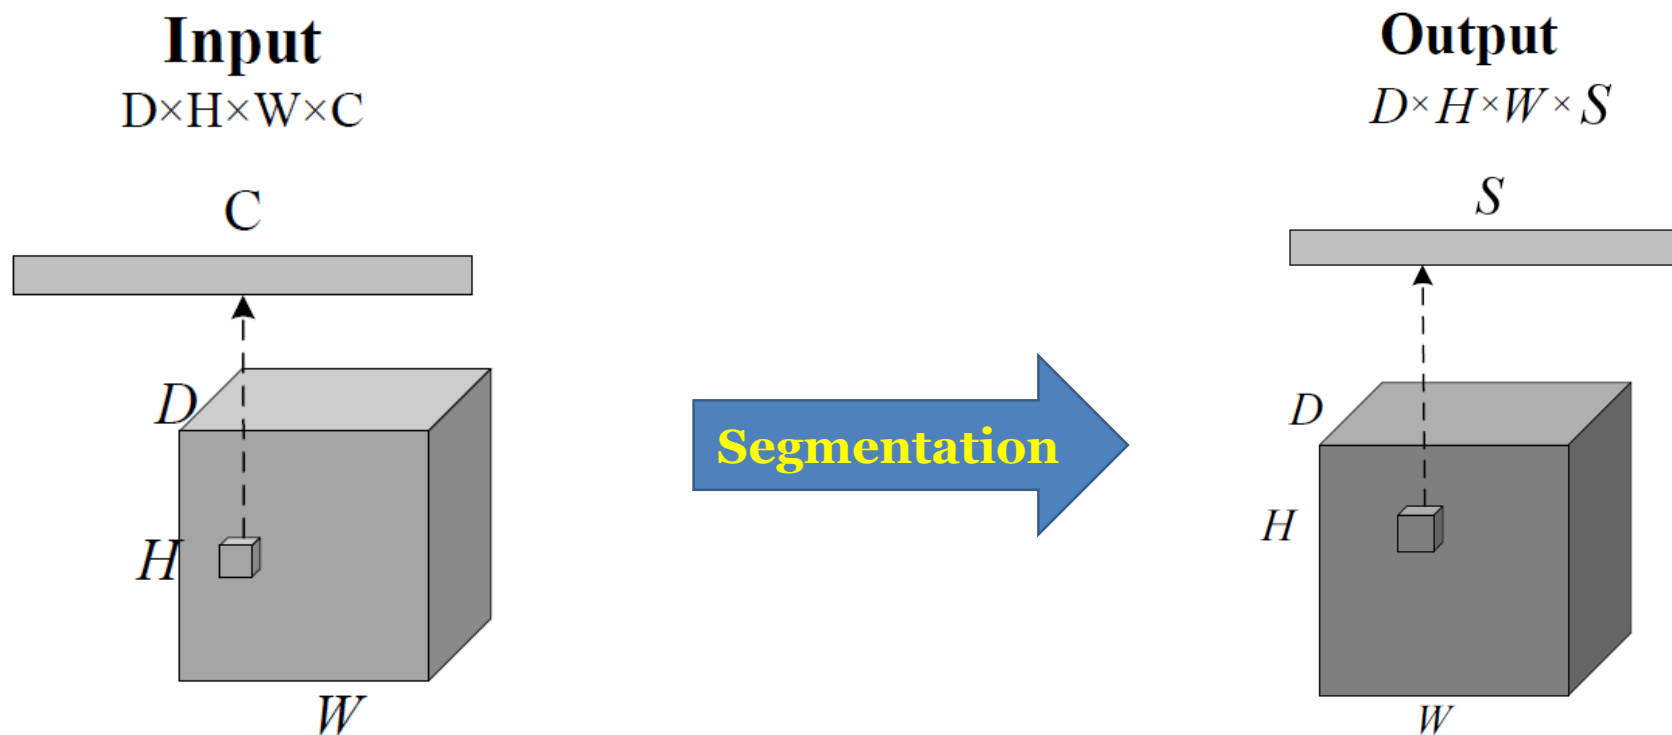 Input
D×H×W×C
C
D
H
W
Segmentation
Output
D×H×W×S
S
D
H
W